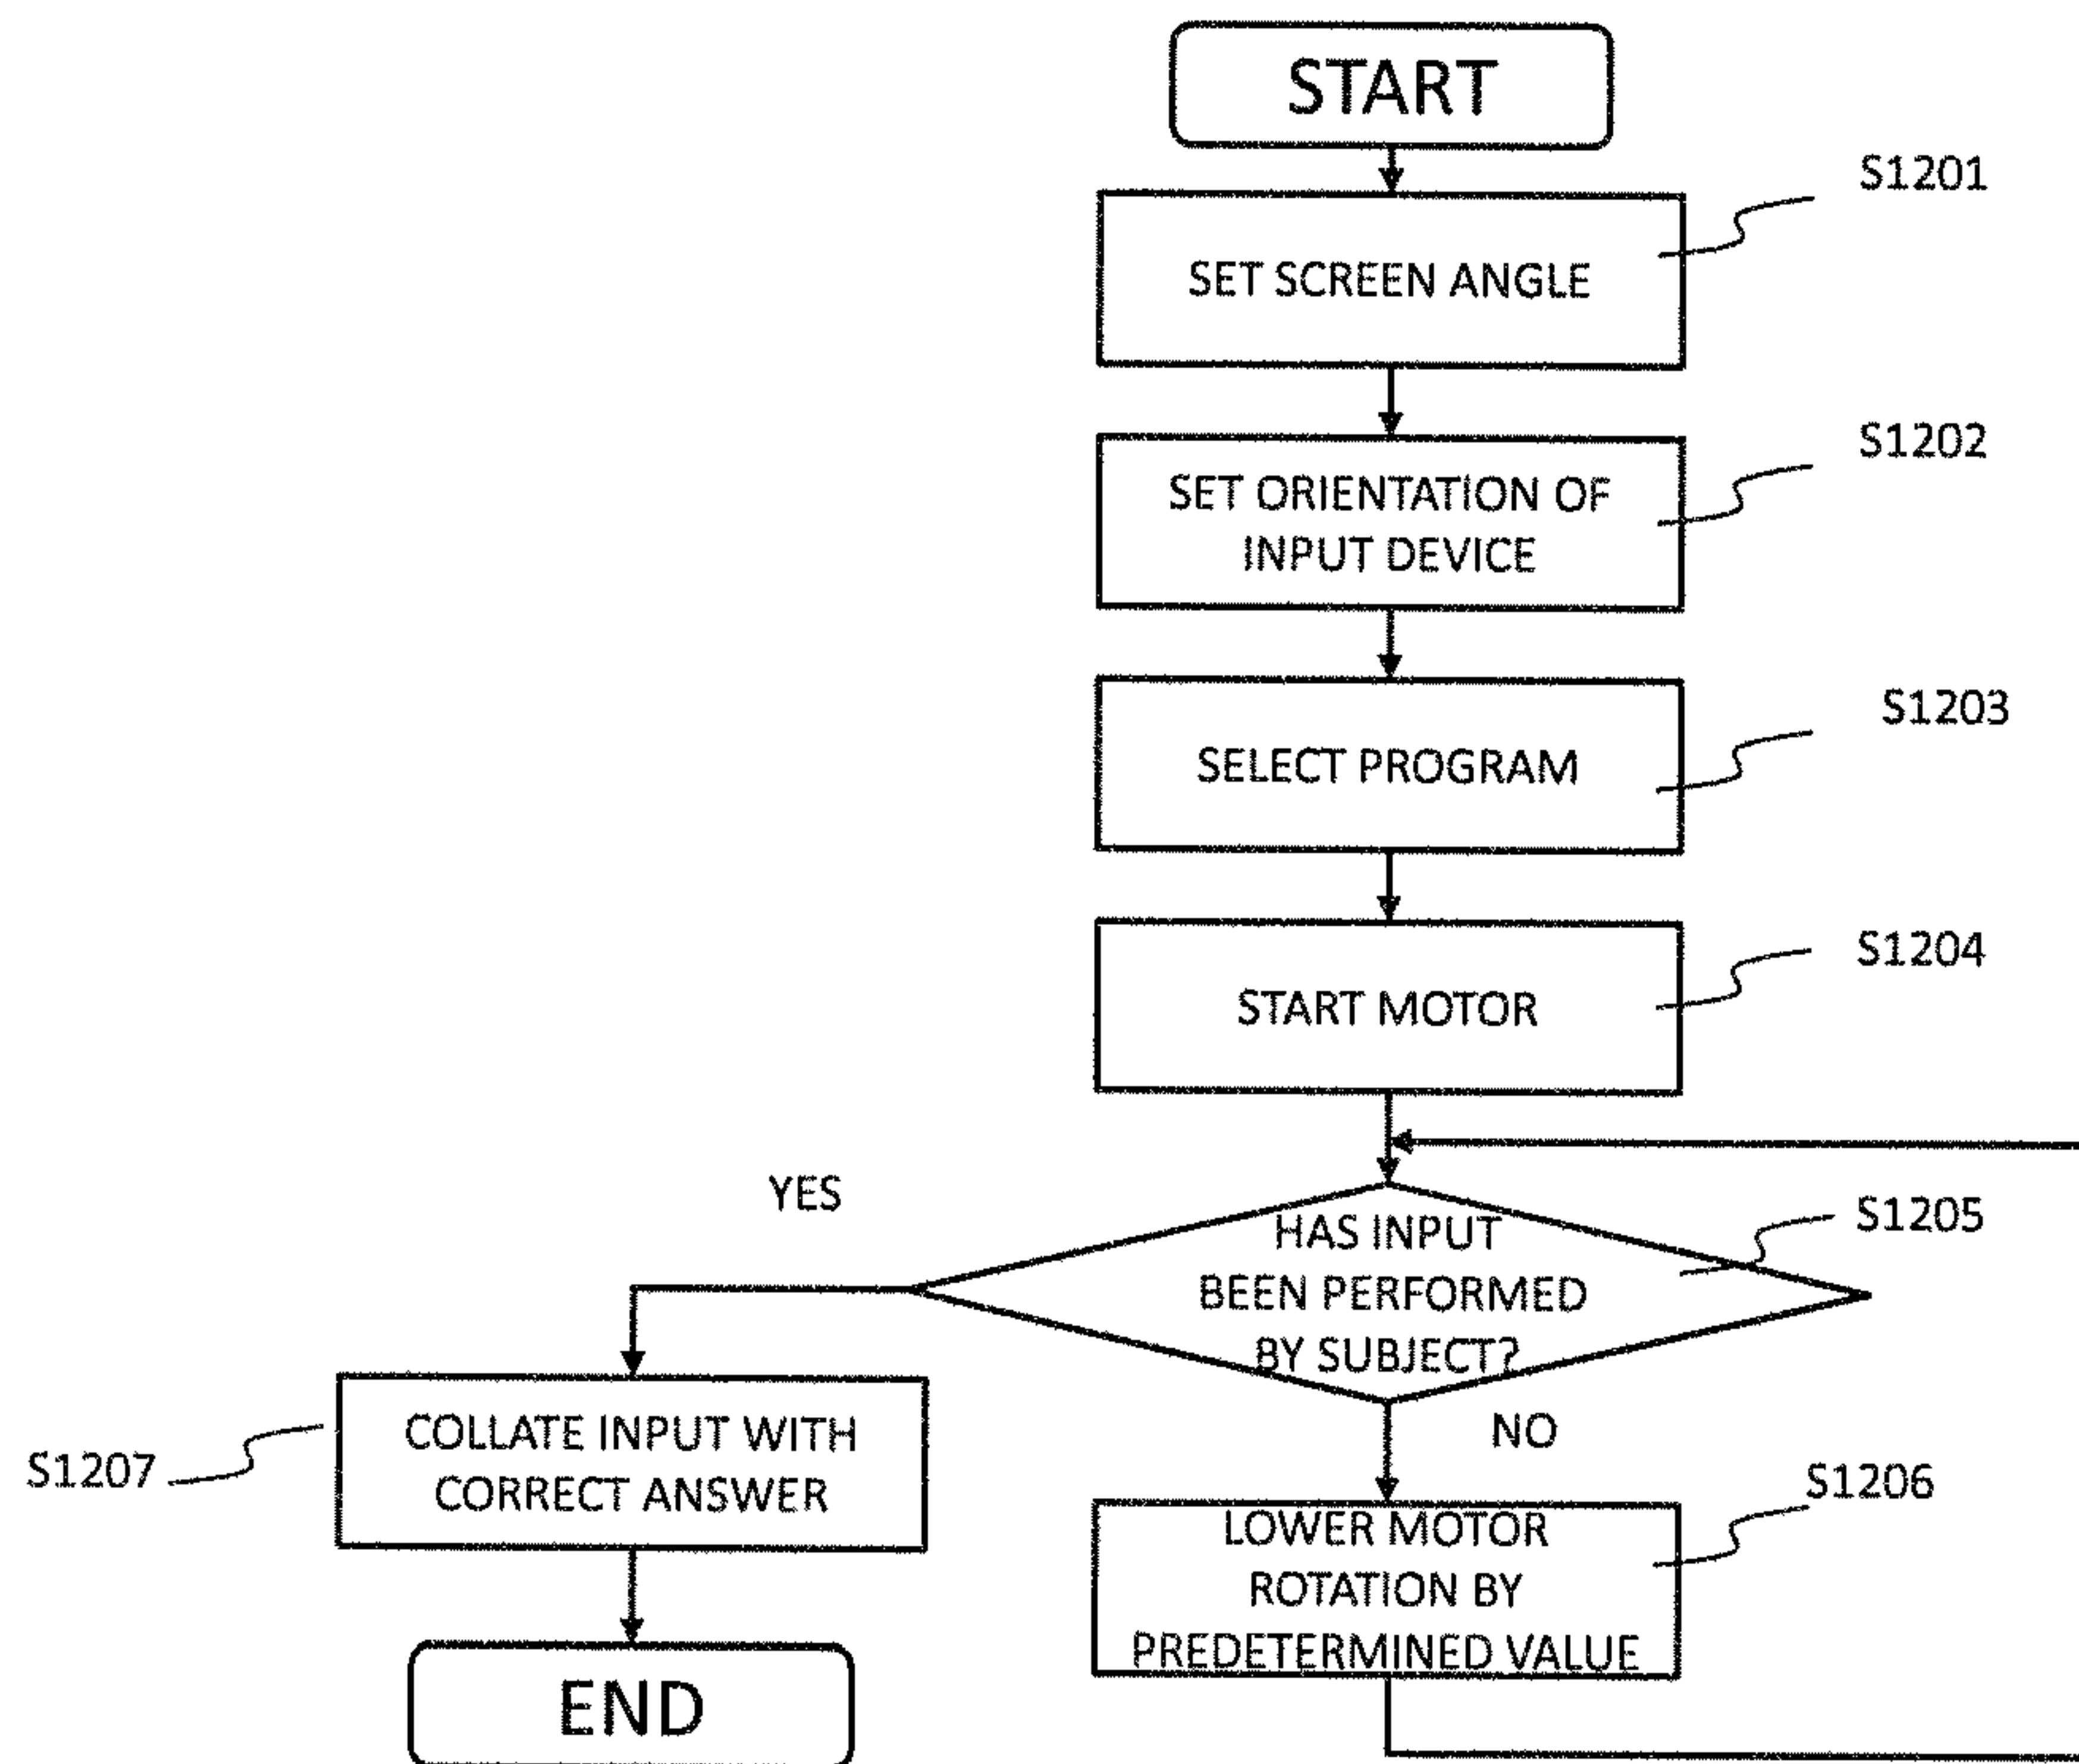 START
S1201
SET SCREEN ANGLE
S1202
SET ORIENTATION OF
INPUT DEVICE
S1203
SELECT PROGRAM
S1204
START MOTOR
YES
S1205
HAS INPUT
BEEN PERFORMED
BY SUBJECT?
NO
S1207
COLLATE INPUT WITH
CORRECT ANSWER
S1206
LOWER MOTOR
ROTATION BY
PREDETERMINED VALUE
END